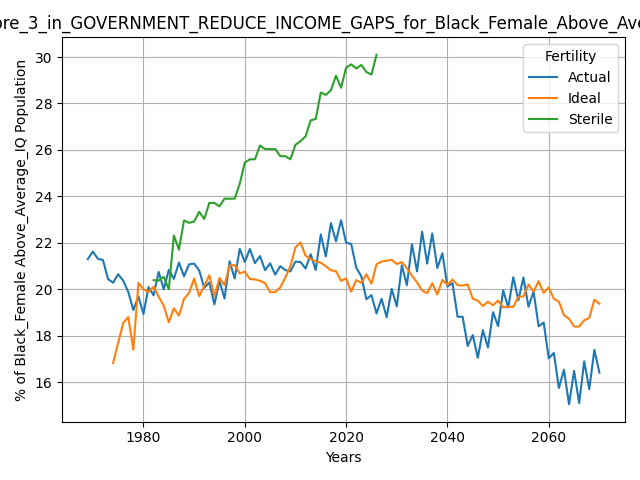 ore_3_in_GOVERNMENT_REDUCE_INCOME_GAPS_for_Black_Female_Above_Ave
% of Black_Female Above_Average_IQ Population
30
28
26
24
22
20
18
16
Fertility
Actual
Ideal
Sterile
1980
2000
2020
2040
2060
Years